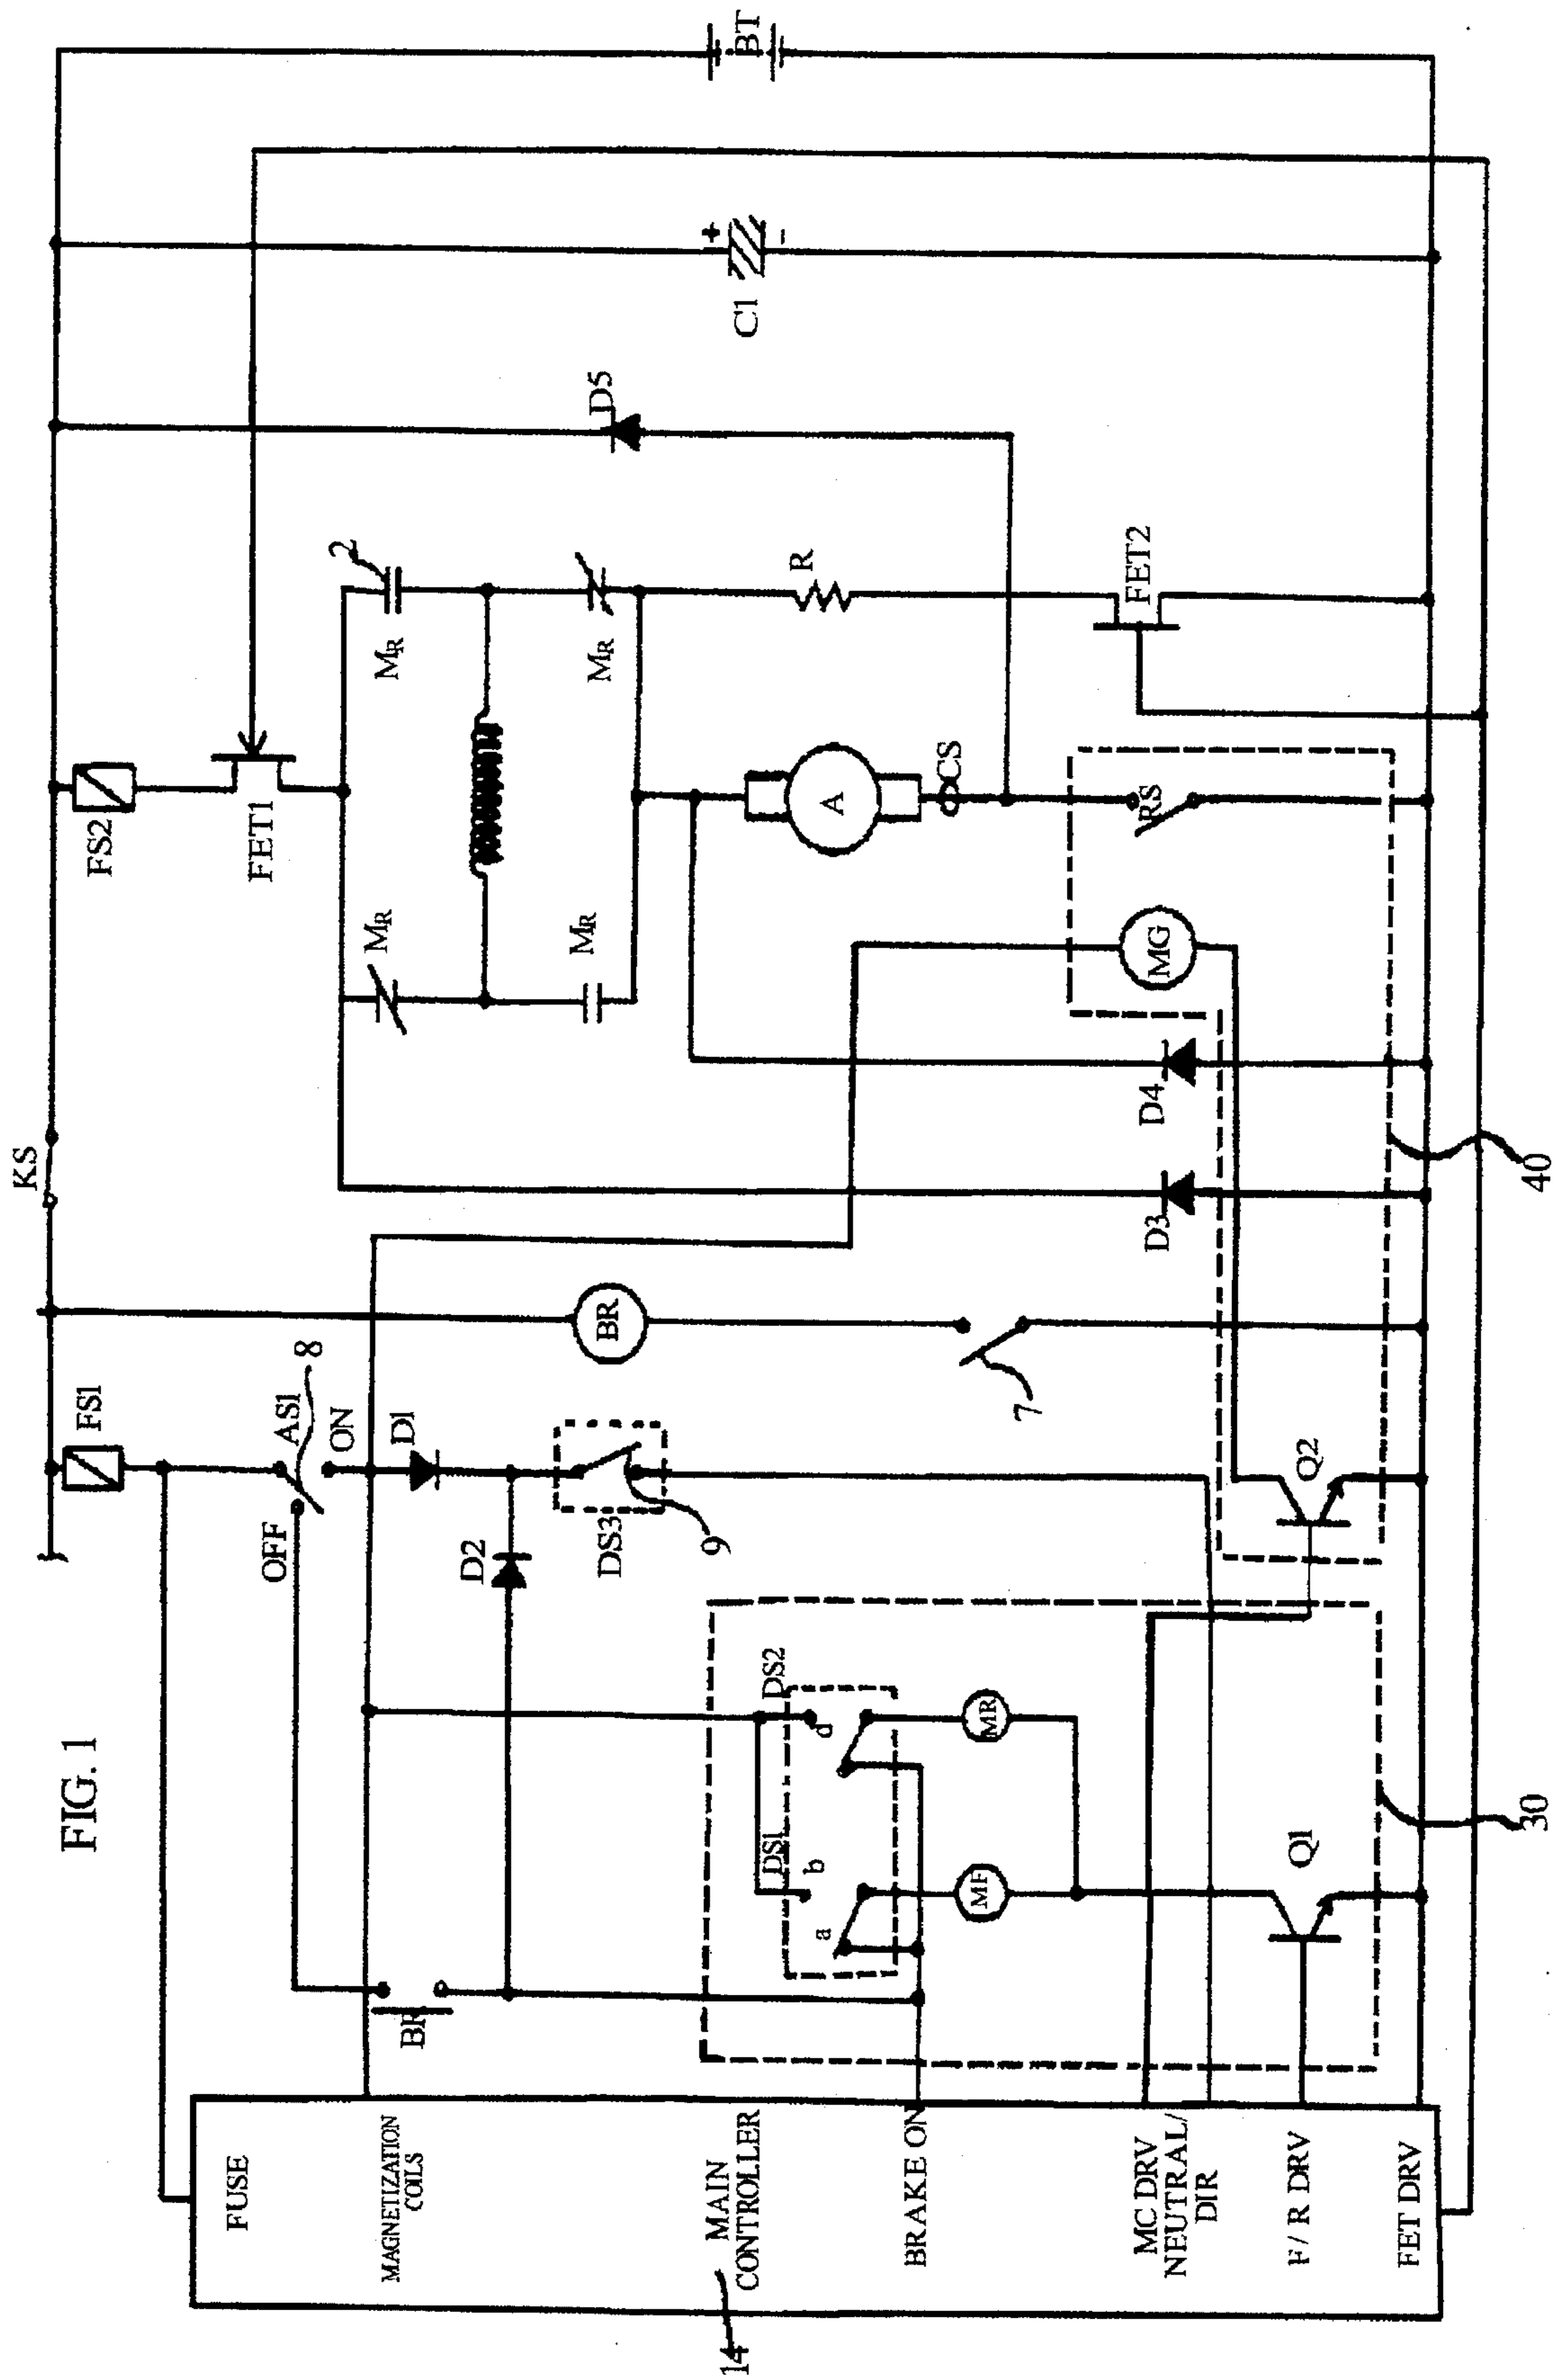 FIG. 1
BT
C1
+
-
D5
2
MR
MR
MR
MR
R
FET2
FS2
FET1
A
CS
RS
MG
KS
D4
D3
40
BR
7
FS1
AS1
8
ON
OFF
D1
D2
DS3
9
Q2
DS2
d
DS1
b
a
MR
MF
Q1
30
BR
FUSE
MAGNETIZATION
COILS
MAIN
CONTROLLER
14
BRAKE ON
MC DRV
NEUTRAL/
DIR
F / R DRV
FET DRV